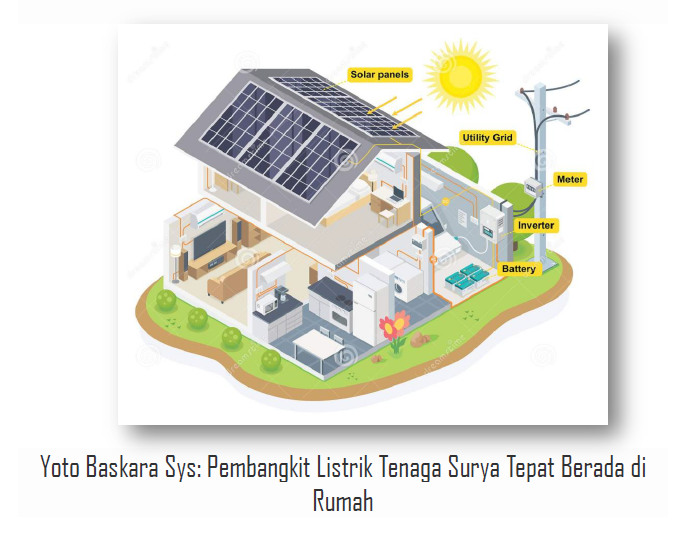 Solar panels
Utility Grid
Meter
Inverter
Battery
Yoto Baskara Sys: Pembangkit Listrik Tenaga Surya Tepat Berada di
Rumah